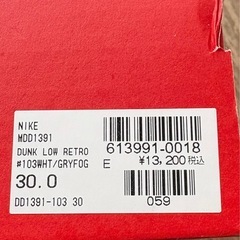 NIKE
MDD1391
DUNK LOW RETRO
#103WHT/GRYFOG
30.0
DD1391-103 30
613991-0018
E ¥13,200税込
059